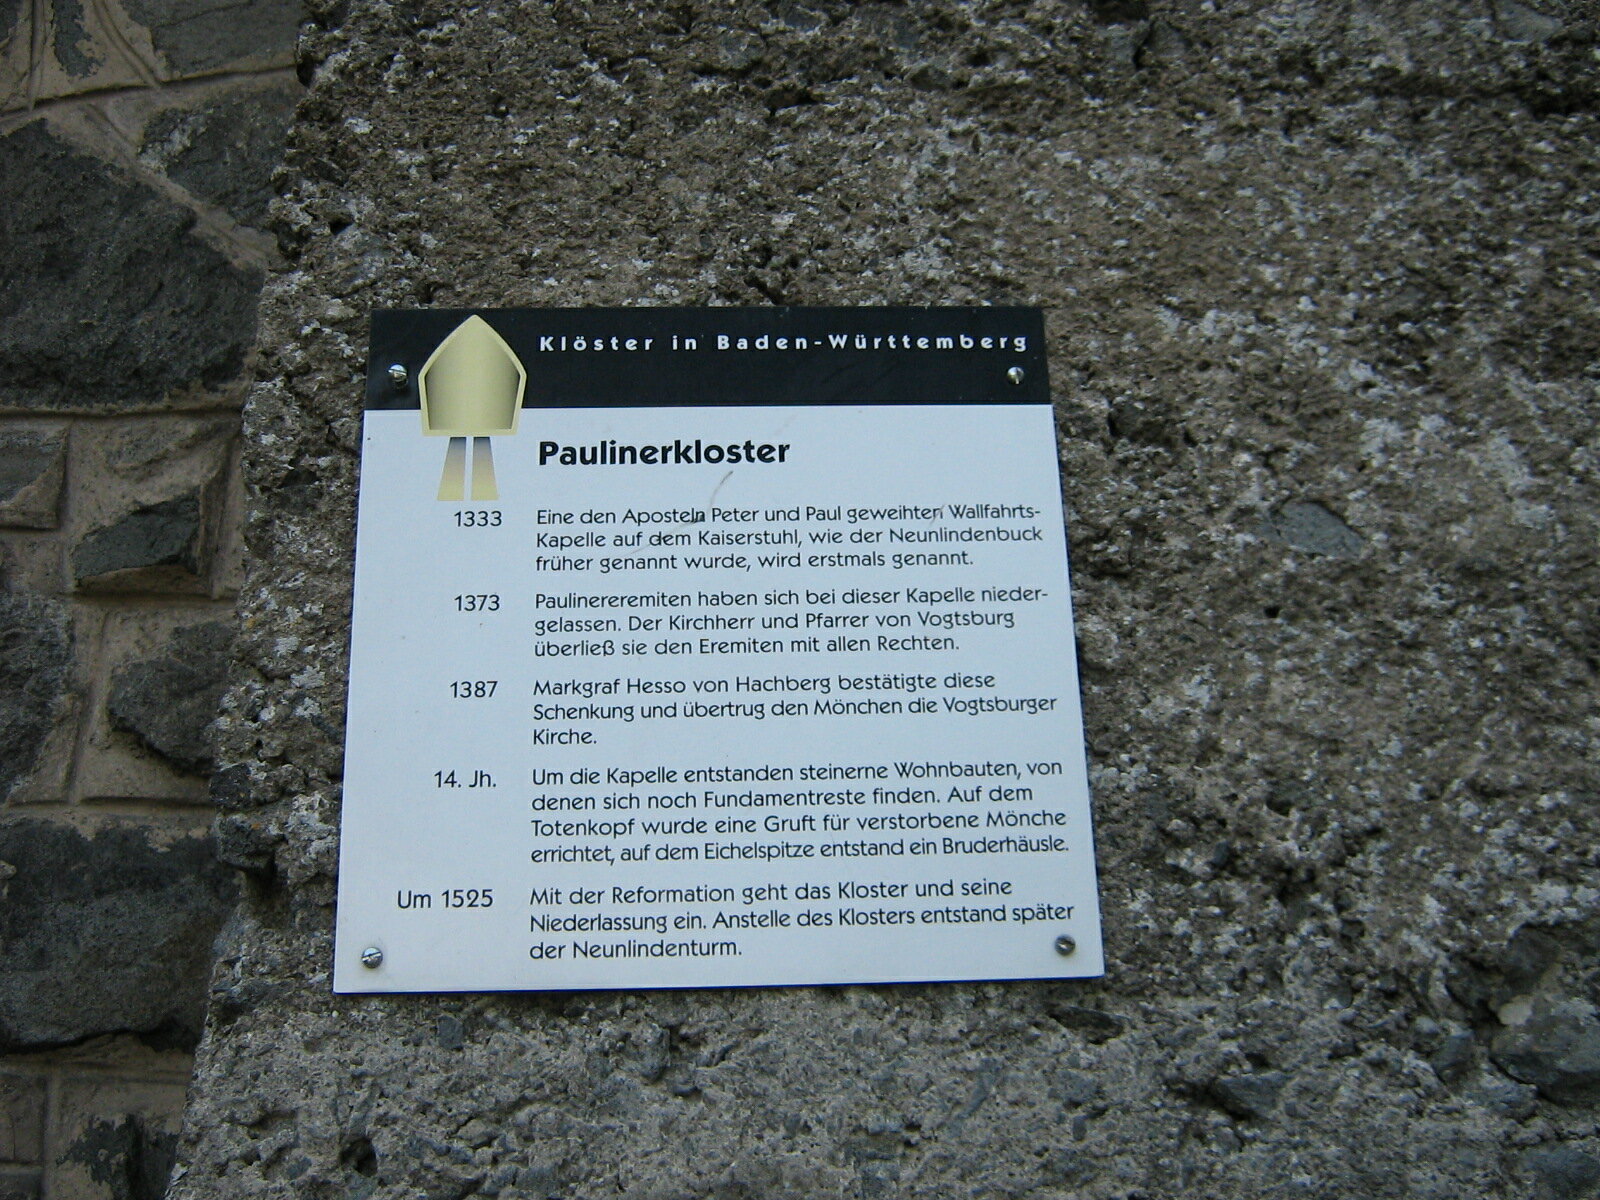 Klöster in Baden-Württemberg
Paulinerkloster
1333 Eine den Aposteln Peter und Paul geweihten Wallfahrts-
Kapelle auf dem Kaiserstuhl, wie der Neunlindenbuck
früher genannt wurde, wird erstmals genannt.
1373 Paulinereremiten haben sich bei dieser Kapelle nieder-
gelassen. Der Kirchherr und Pfarrer von Vogtsburg
überließ sie den Eremiten mit allen Rechten.
1387 Markgraf Hesso von Hachberg bestätigte diese
Schenkung und übertrug den Mönchen die Vogtsburger
Kirche.
14. Jh. Um die Kapelle entstanden steinerne Wohnbauten, von
denen sich noch Fundamentreste finden. Auf dem
Totenkopf wurde eine Gruft für verstorbene Mönche
errichtet, auf dem Eichelspitze entstand ein Bruderhäusle.
Um 1525 Mit der Reformation geht das Kloster und seine
Niederlassung ein. Anstelle des Klosters entstand später
der Neunlindenturm.